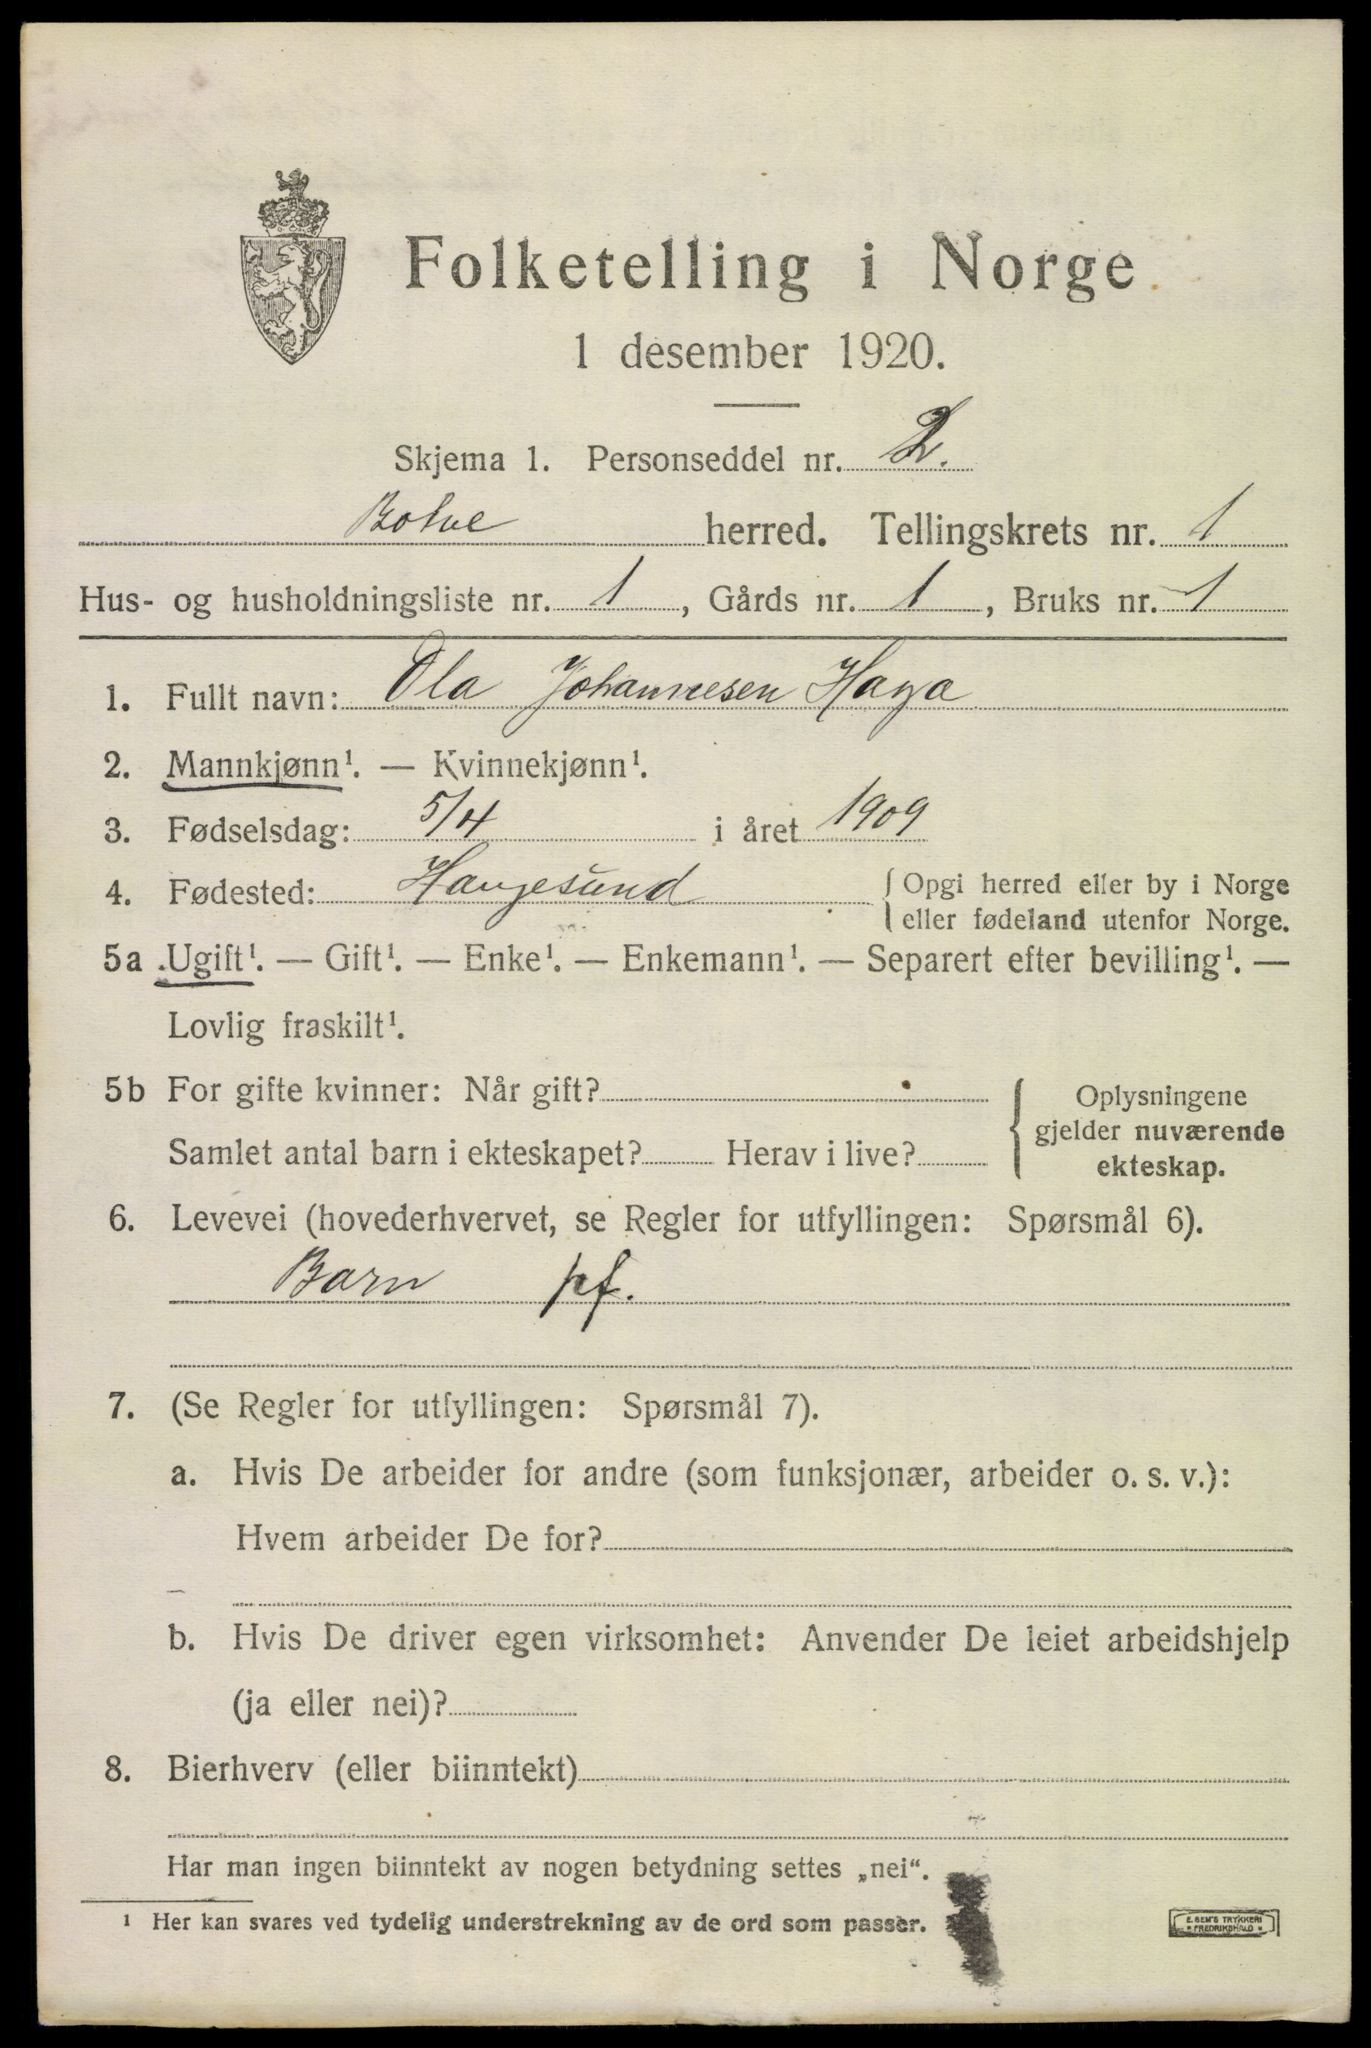 Folketelling i Norge
1 desember 1920.
Skjema 1. Personseddel nr. 2.
Bokn herred. Tellingskrets nr. 1
Hus- og husholdningsliste nr. 1, Gårds nr. 1, Bruks nr. 1
1. Fullt navn: Ola Johannesen Haga
2. Mannkjønn¹. — Kvinnekjønn¹.
3. Fødselsdag: 5/4 i året 1909
4. Fødested: Haugesund { Opgi herred eller by i Norge
eller fødeland utenfor Norge.
5a Ugift¹. — Gift¹. — Enke¹. — Enkemann¹. — Separert efter bevilling¹. —
Lovlig fraskilt¹.
5b For gifte kvinner: Når gift? { Oplysningene
gjelder nuværende
Samlet antal barn i ekteskapet? Herav i live? ekteskap.
6. Levevei (hovederhvervet, se Regler for utfyllingen: Spørsmål 6).
Barn pf.
7. (Se Regler for utfyllingen: Spørsmål 7).
a. Hvis De arbeider for andre (som funksjonær, arbeider o. s. v.):
Hvem arbeider De for?
b. Hvis De driver egen virksomhet: Anvender De leiet arbeidshjelp
(ja eller nei)?
8. Bierhverv (eller biinntekt)
Har man ingen biinntekt av nogen betydning settes „nei“.
¹ Her kan svares ved tydelig understrekning av de ord som passer.
E. SEM'S TRYKKERI
FREDRIKSHALD